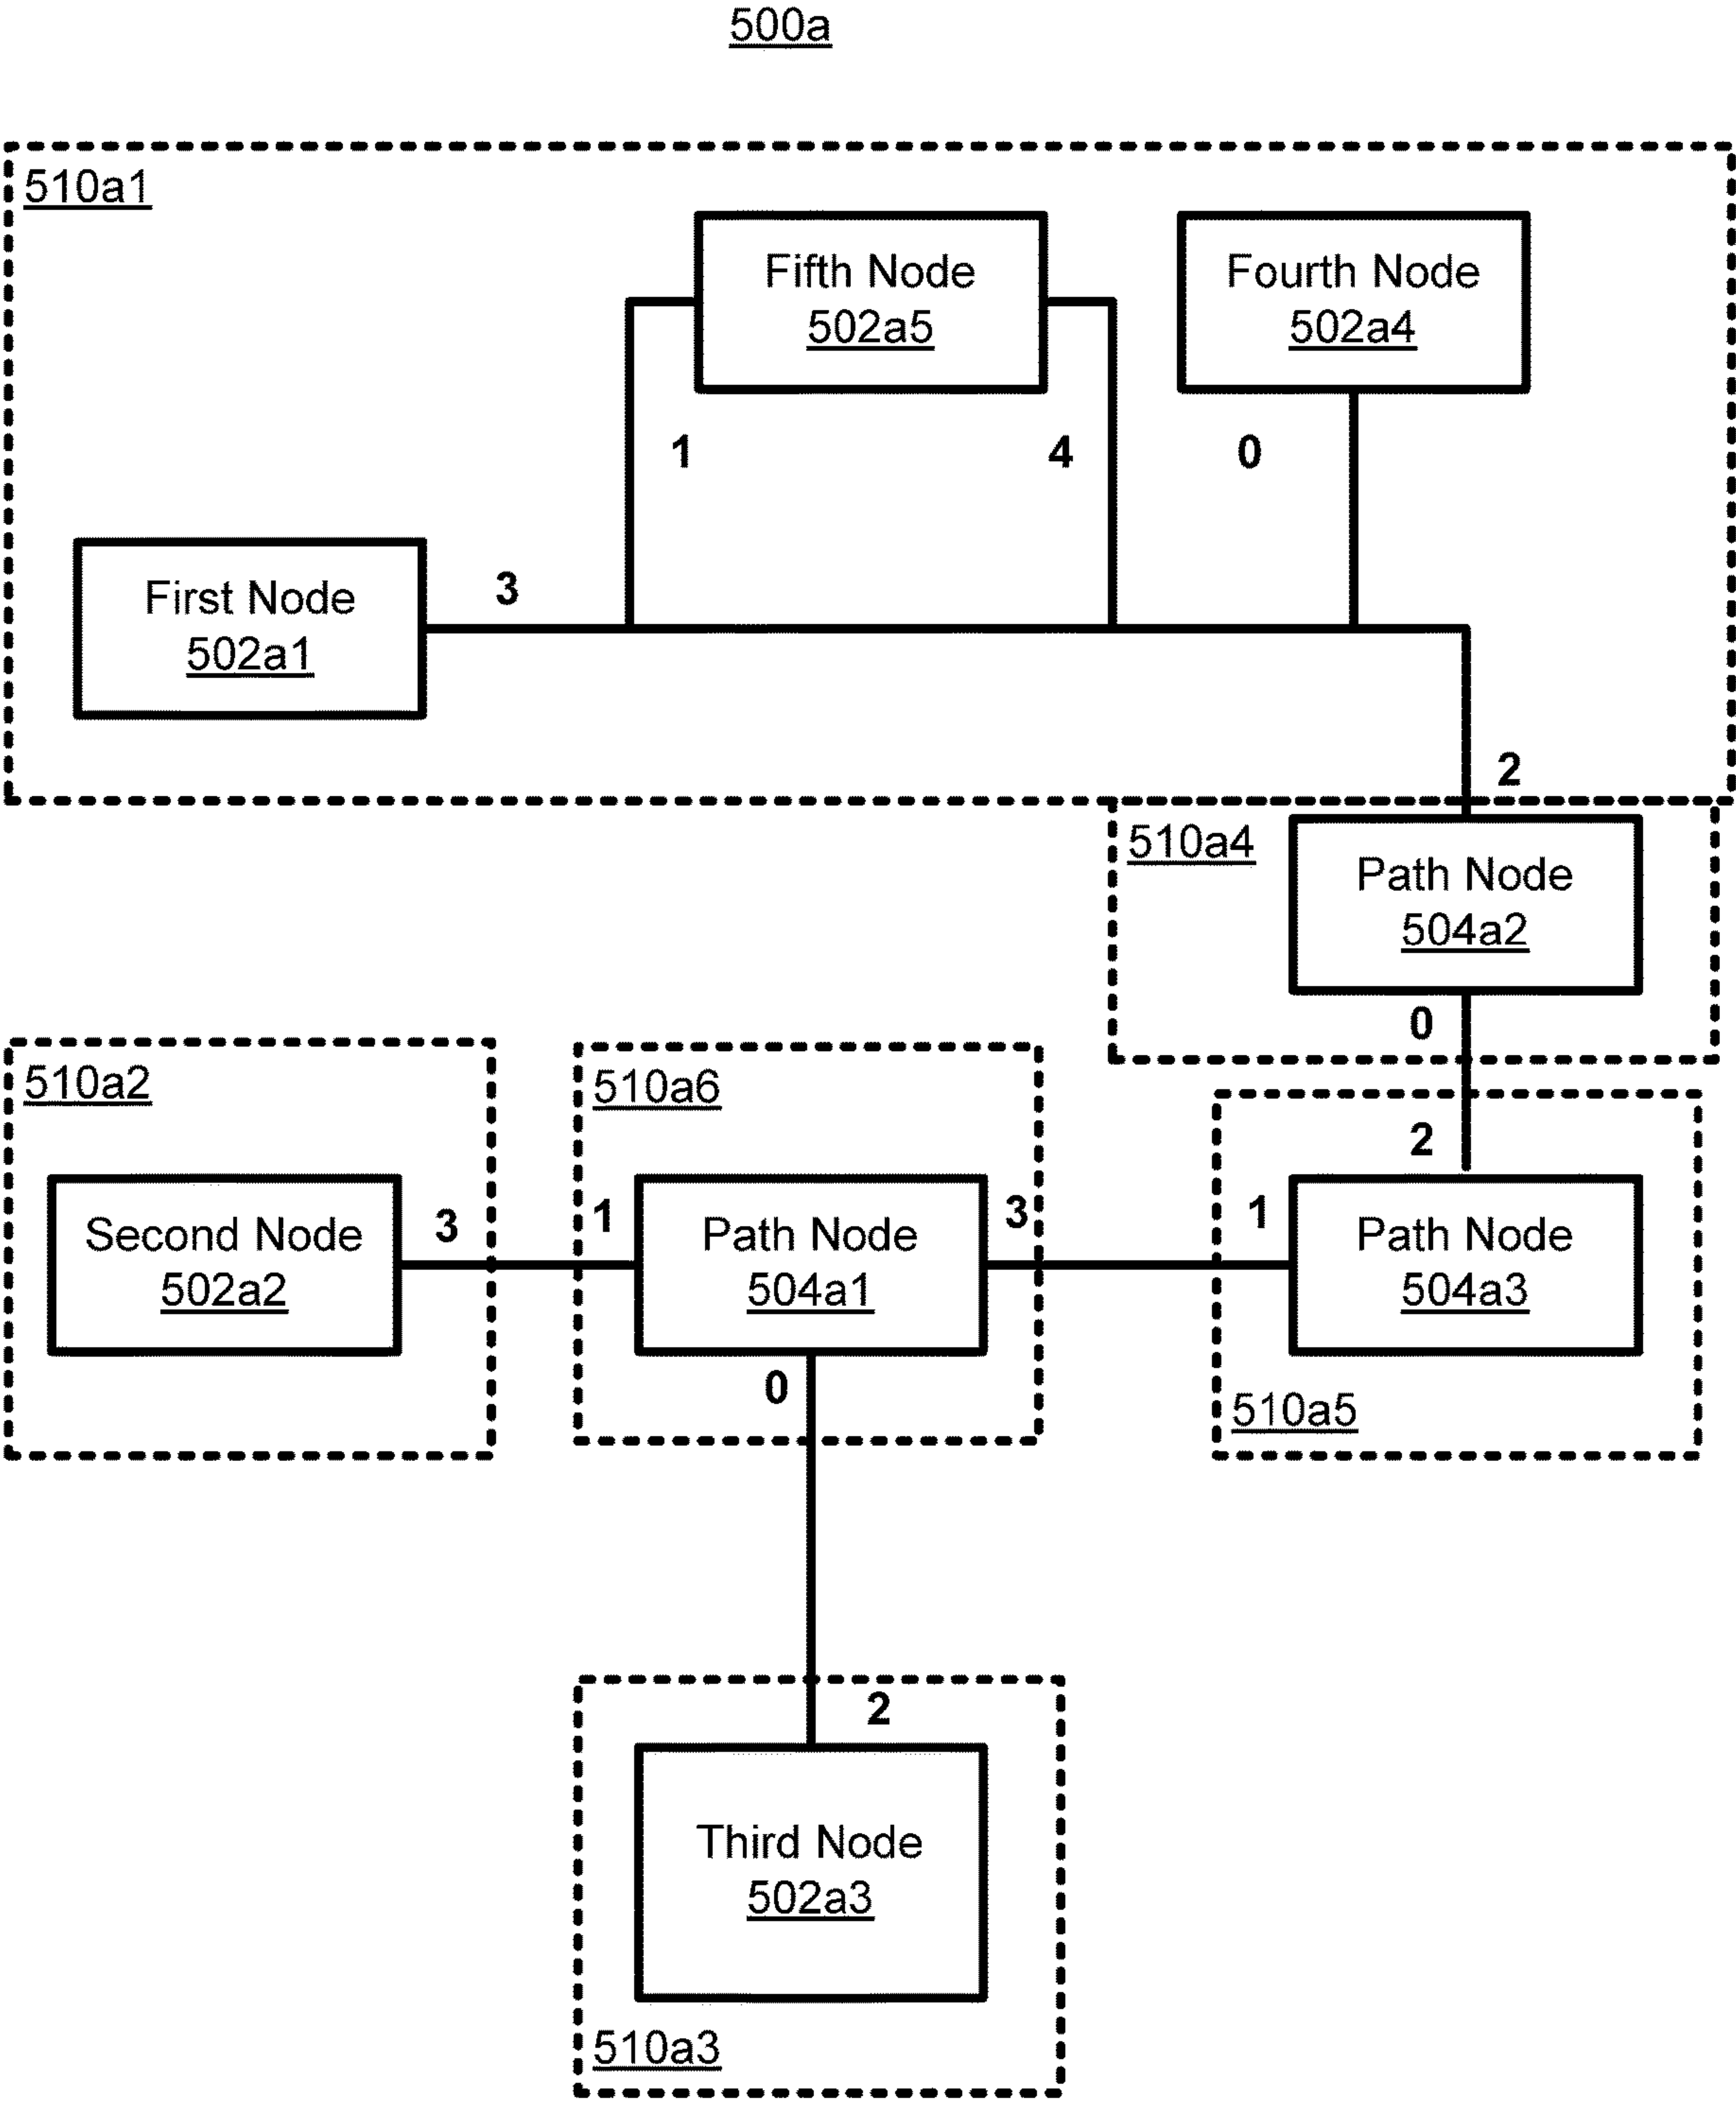 500a
510a1
Fifth Node
502a5
Fourth Node
502a4
1
4
0
First Node
502a1
3
2
510a4
Path Node
504a2
0
510a2
510a6
2
Second Node
502a2
3
1
Path Node
504a1
3
1
Path Node
504a3
0
510a5
2
Third Node
502a3
510a3